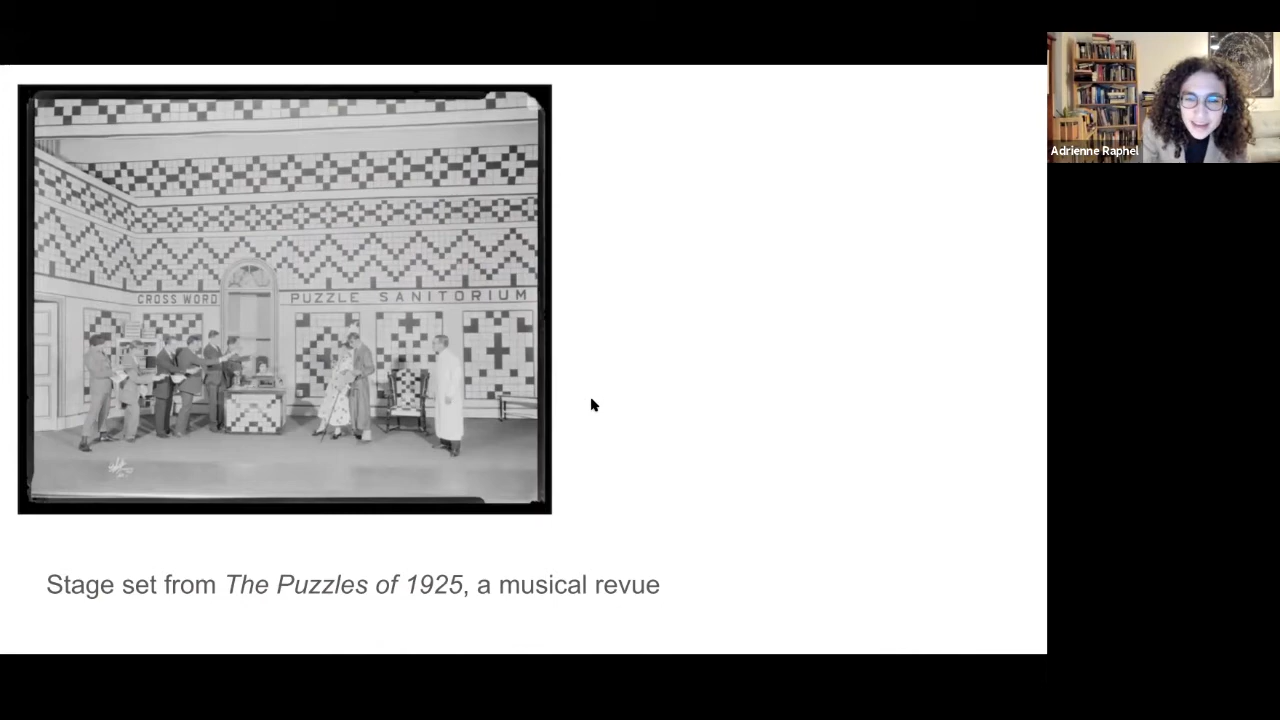 CROSS WORD PUZZLE SANITORIUM
Stage set from The Puzzles of 1925, a musical revue
Adrienne Raphel